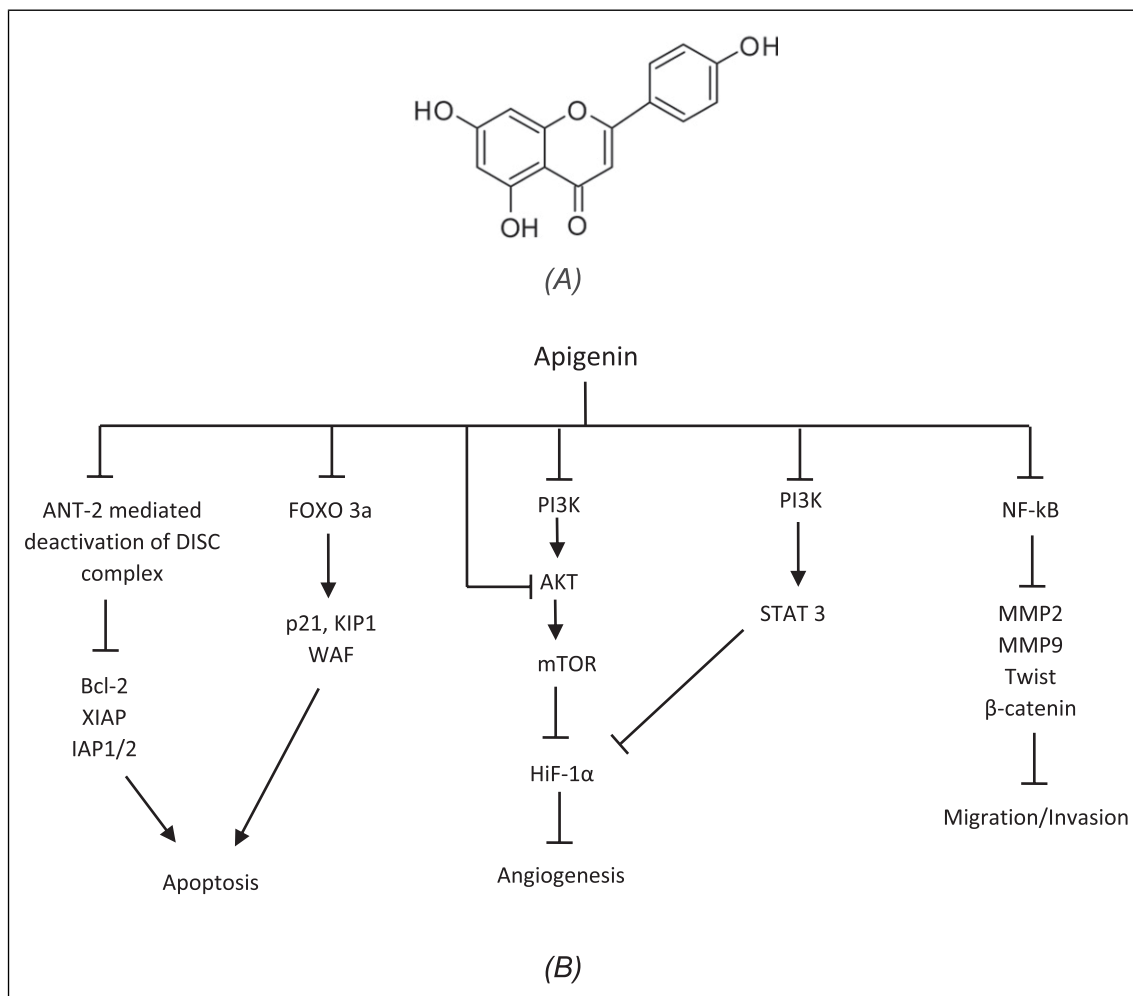 OH
HO
O
OH
O
(A)
Apigenin
ANT-2 mediated
deactivation of DISC
complex
Bcl-2
XIAP
IAP1/2
FOXO 3a
p21, KIP1
WAF
Apoptosis
PI3K
AKT
mTOR
HiF-1α
Angiogenesis
PI3K
STAT 3
NF-kB
MMP2
MMP9
Twist
β-catenin
Migration/Invasion
(B)